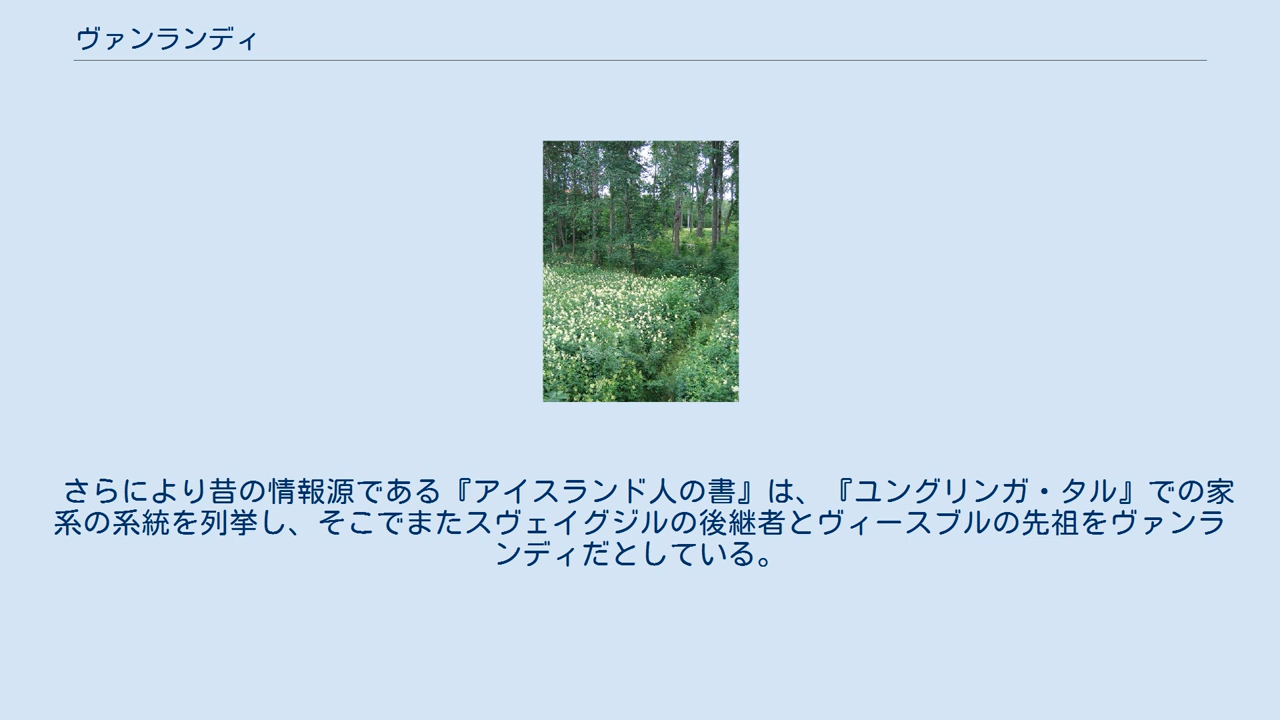 ヴァンランディ
さらにより昔の情報源である『アイスランド人の書』は、『ユングリンガ・タル』での家
系の系統を列挙し、そこでまたスヴェイグジルの後継者とヴィースブルの先祖をヴァンラ
ンディだとしている。